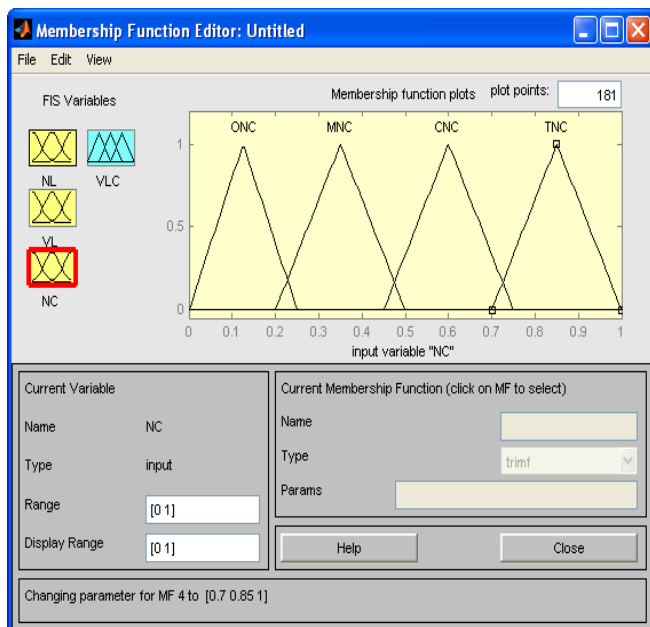 Membership Function Editor: Untitled
File Edit View
FIS Variables
Membership function plots plot points: 181
NL VLC
VL
NC
ONC MNC CNC TNC
1
0.5
0
0 0.1 0.2 0.3 0.4 0.5 0.6 0.7 0.8 0.9 1
input variable "NC"
Current Variable
Name NC
Type input
Range [0 1]
Display Range [0 1]
Current Membership Function (click on MF to select)
Name
Type trimf
Params
Help Close
Changing parameter for MF 4 to [0.7 0.85 1]